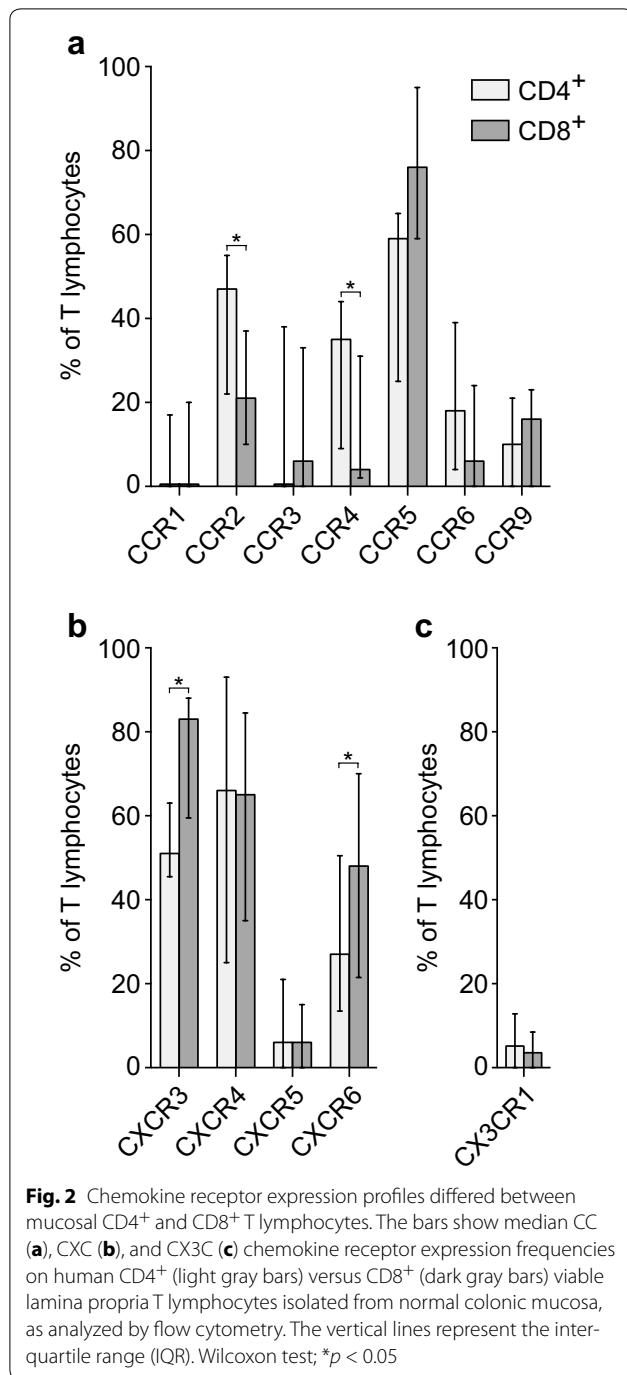 a
100
80
60
40
20
0
% of T lymphocytes
CD4+
CD8+
*
*
CCR1 CCR2 CCR3 CCR4 CCR5 CCR6 CCR9
b
100
80
60
40
20
0
% of T lymphocytes
*
*
CXCR3 CXCR4 CXCR5 CXCR6
c
100
80
60
40
20
0
% of T lymphocytes
CX3CR1
Fig. 2 Chemokine receptor expression profiles differed between
mucosal CD4+ and CD8+ T lymphocytes. The bars show median CC
(a), CXC (b), and CX3C (c) chemokine receptor expression frequencies
on human CD4+ (light gray bars) versus CD8+ (dark gray bars) viable
lamina propria T lymphocytes isolated from normal colonic mucosa,
as analyzed by flow cytometry. The vertical lines represent the inter-
quartile range (IQR). Wilcoxon test; *p < 0.05